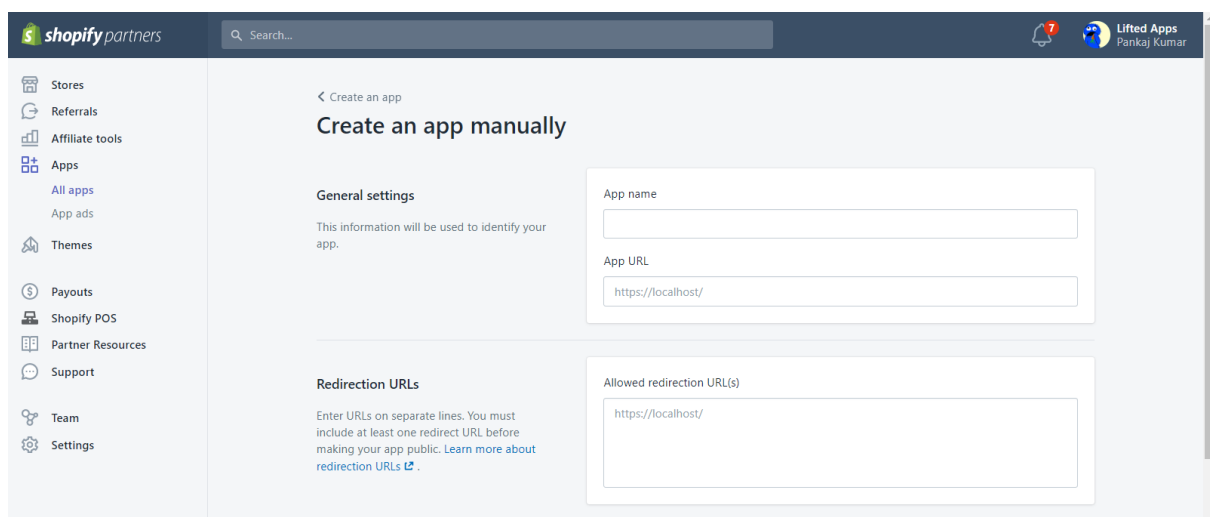 shopify partners
Search...
7
Lifted Apps
Pankaj Kumar
Stores
Referrals
Affiliate tools
Apps
All apps
App ads
Themes
Payouts
Shopify POS
Partner Resources
Support
Team
Settings
Create an app
Create an app manually
General settings
This information will be used to identify your
app.
App name
App URL
https://localhost/
Redirection URLs
Enter URLs on separate lines. You must
include at least one redirect URL before
making your app public. Learn more about
redirection URLs .
Allowed redirection URL(s)
https://localhost/